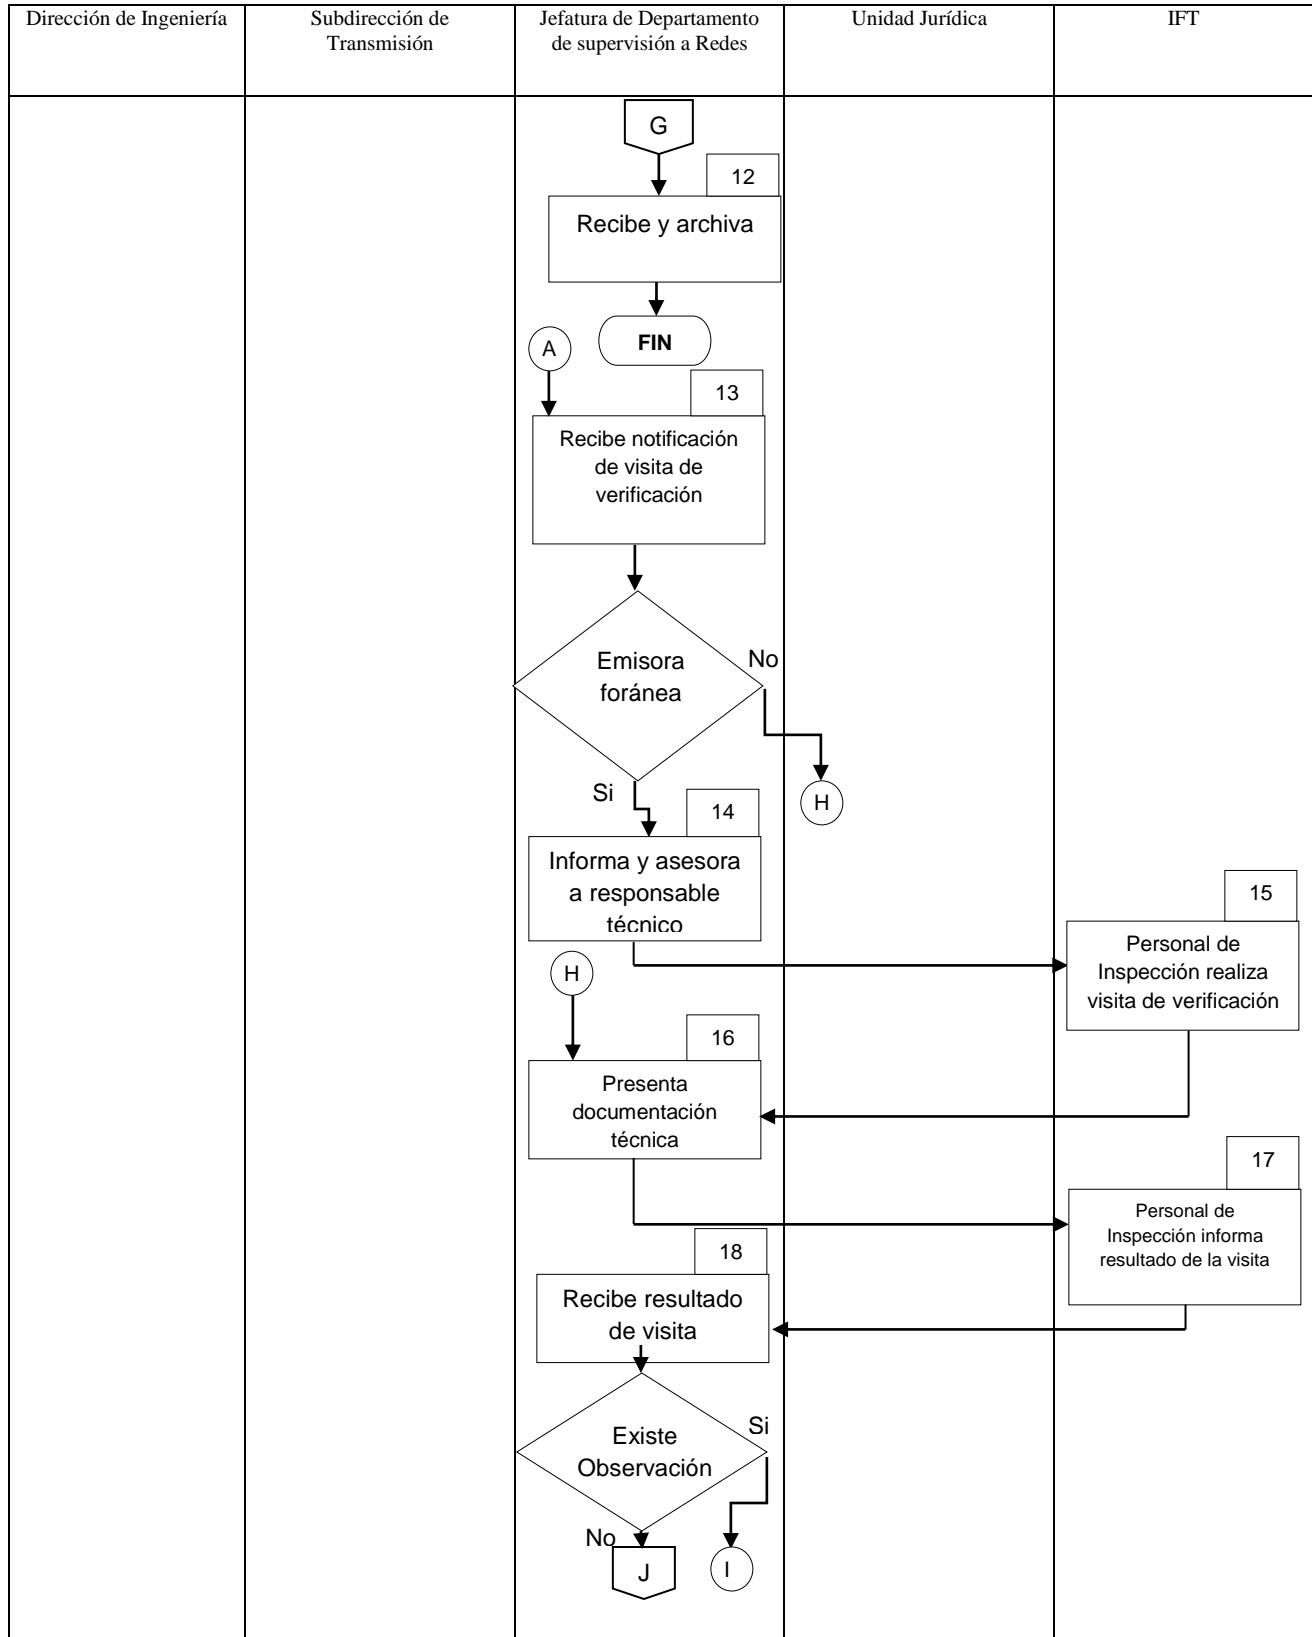 Dirección de Ingeniería
Subdirección de
Transmisión
Jefatura de Departamento
de supervisión a Redes
Unidad Jurídica
IFT
G
12
Recibe y archiva
FIN
A
13
Recibe notificación
de visita de
verificación
Emisora
foránea
No
Si
H
14
Informa y asesora
a responsable
técnico
15
Personal de
Inspección realiza
visita de verificación
H
16
Presenta
documentación
técnica
17
Personal de
Inspección informa
resultado de la visita
18
Recibe resultado
de visita
Existe
Observación
Si
No
J
I